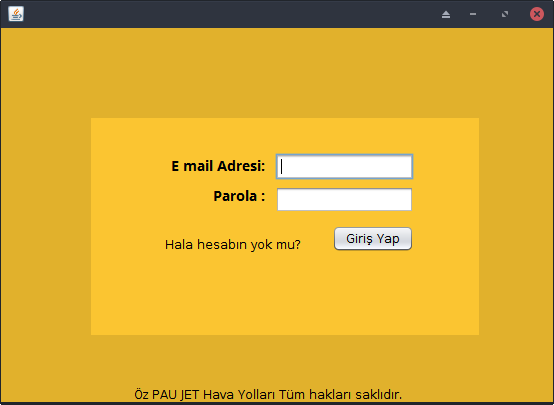 E mail Adresi:
Parola :
Hala hesabın yok mu?
Giriş Yap
Öz PAU JET Hava Yolları Tüm hakları saklıdır.